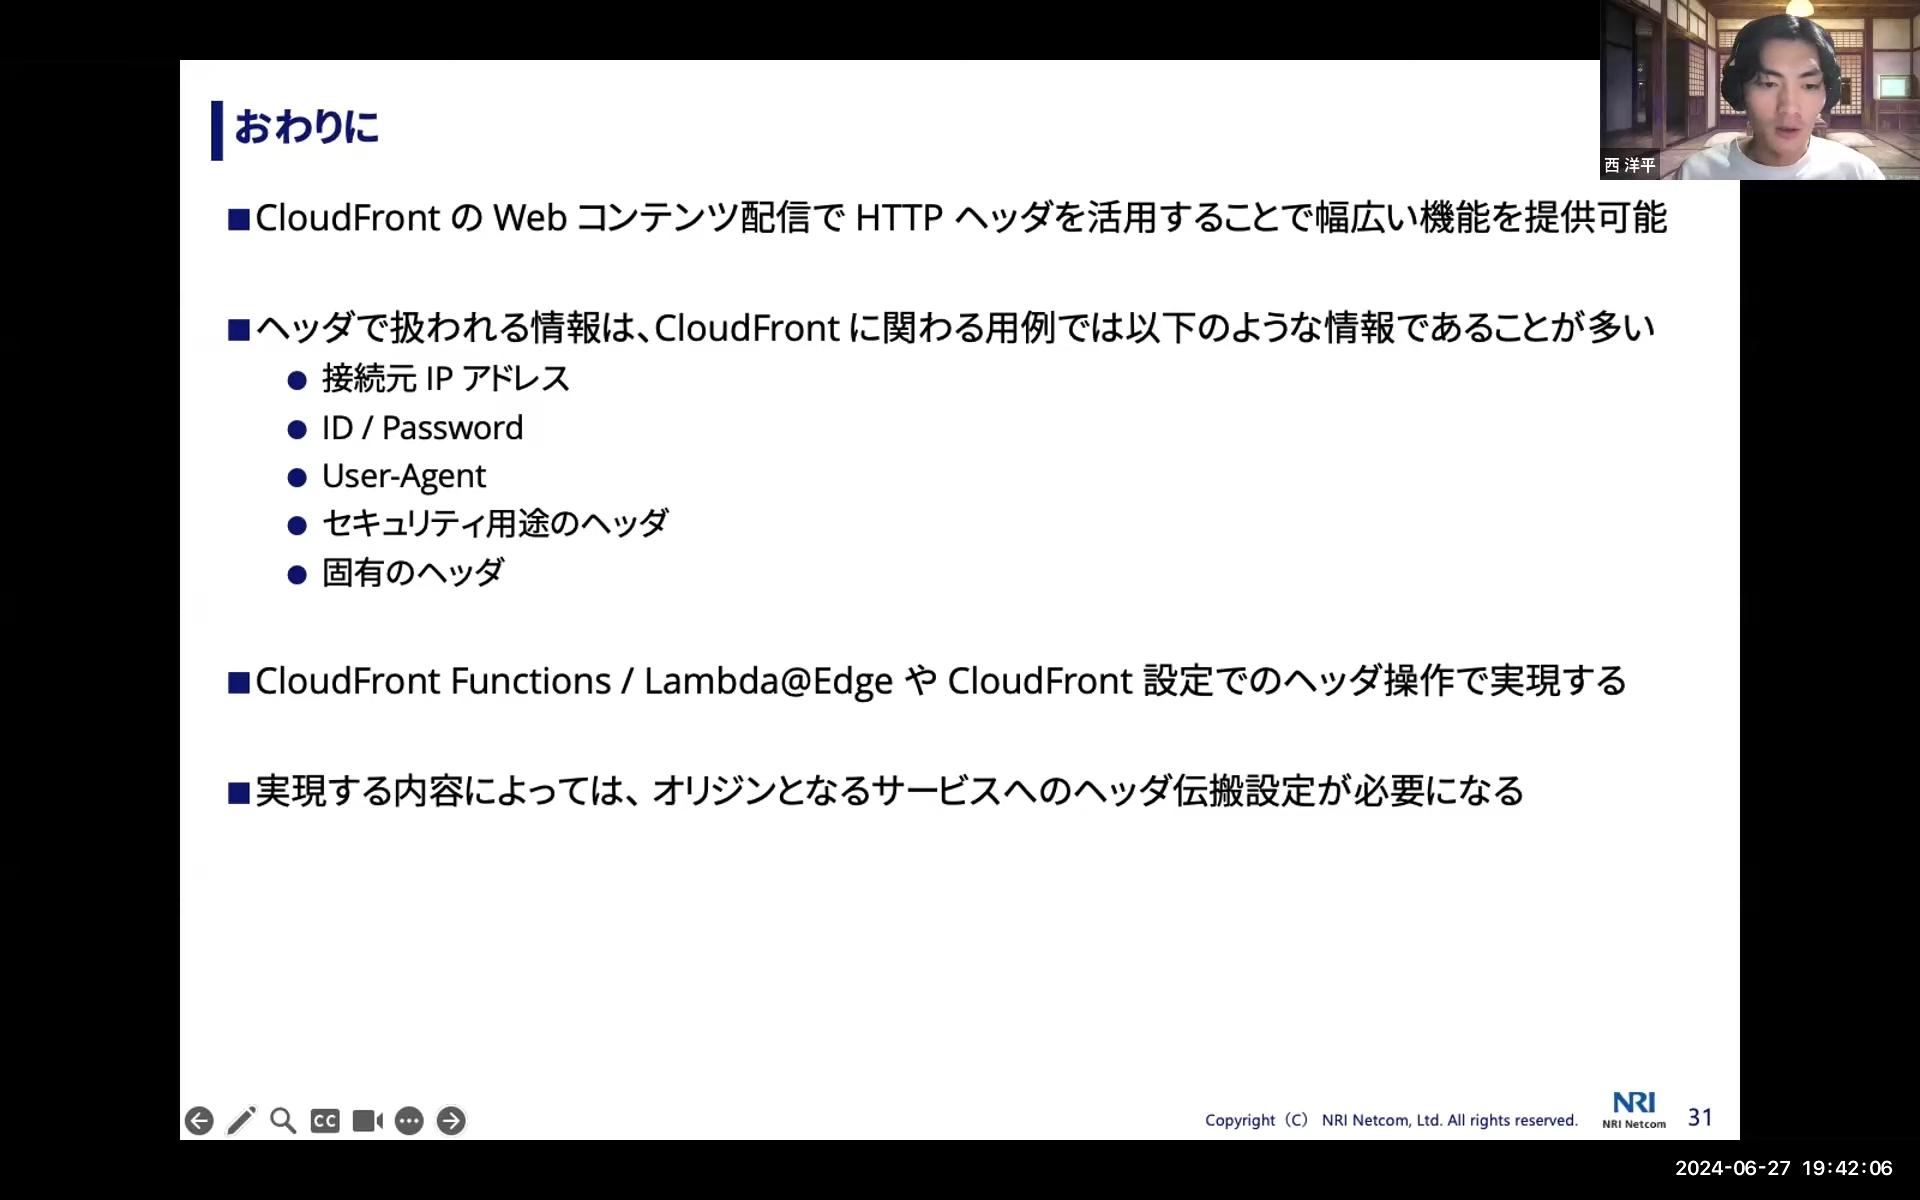 おわりに
西 洋平
■CloudFront の Web コンテンツ配信で HTTP ヘッダを活用することで幅広い機能を提供可能
■ヘッダで扱われる情報は、CloudFront に関わる用例では以下のような情報であることが多い
● 接続元 IP アドレス
● ID / Password
● User-Agent
● セキュリティ用途のヘッダ
● 固有のヘッダ
■CloudFront Functions / Lambda@Edge や CloudFront 設定でのヘッダ操作で実現する
■実現する内容によっては、オリジンとなるサービスへのヘッダ伝搬設定が必要になる
CC
Copyright（C） NRI Netcom, Ltd. All rights reserved.
NRI
NRI Netcom
31
2024-06-27 19:42:06